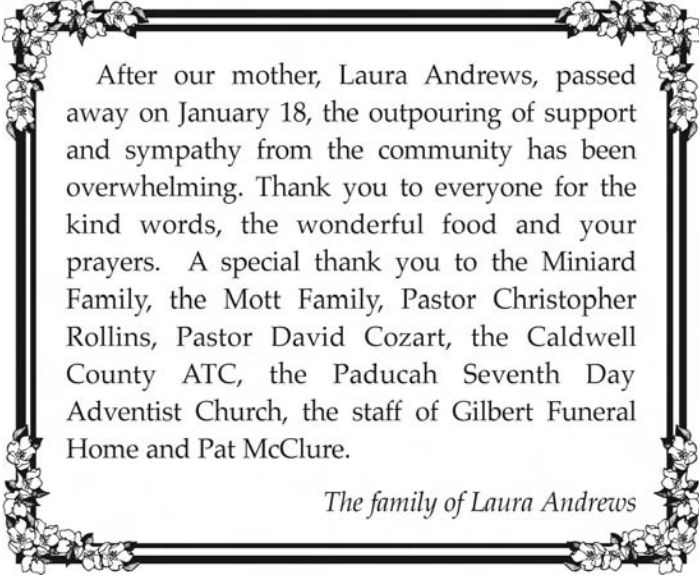 After our mother, Laura Andrews, passed
away on January 18, the outpouring of support
and sympathy from the community has been
overwhelming. Thank you to everyone for the
kind words, the wonderful food and your
prayers.  A special thank you to the Miniard
Family, the Mott Family, Pastor Christopher
Rollins, Pastor David Cozart, the Caldwell
County ATC, the Paducah Seventh Day
Adventist Church, the staff of Gilbert Funeral
Home and Pat McClure.
The family of Laura Andrews